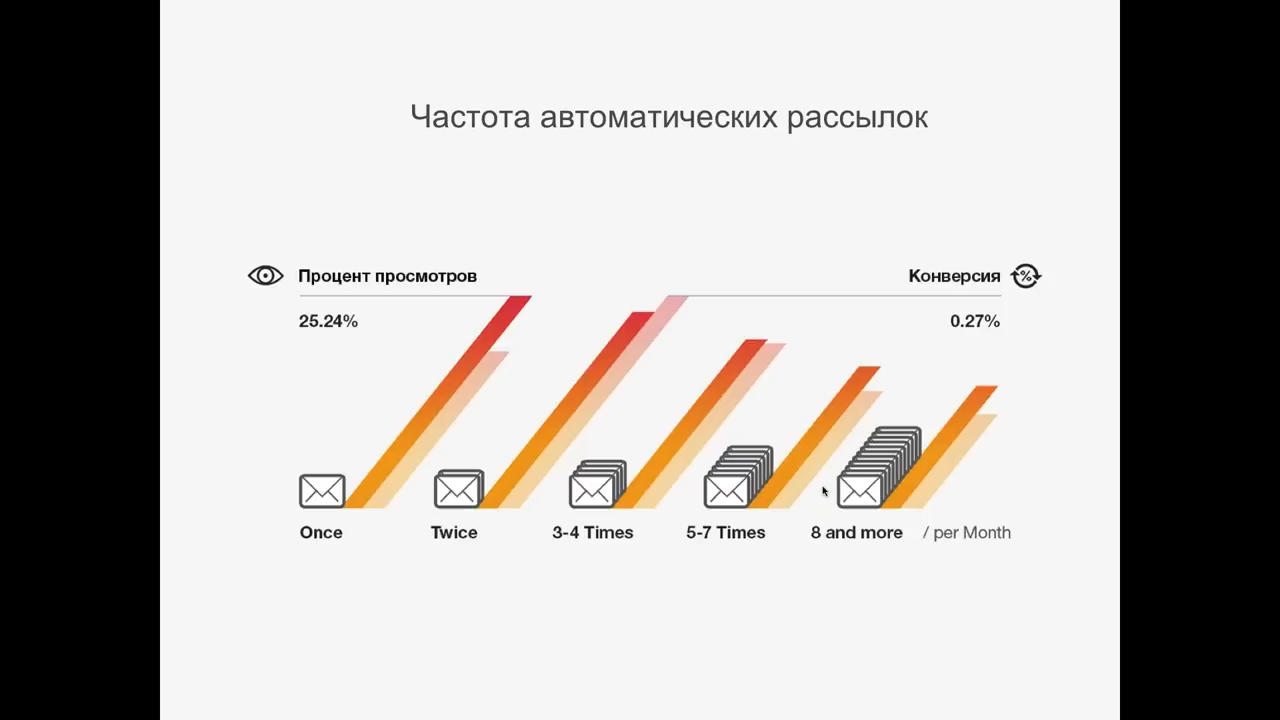 Частота автоматических рассылок
Процент просмотров
Конверсия
%
25.24%
0.27%
Once
Twice
3-4 Times
5-7 Times
8 and more
/ per Month